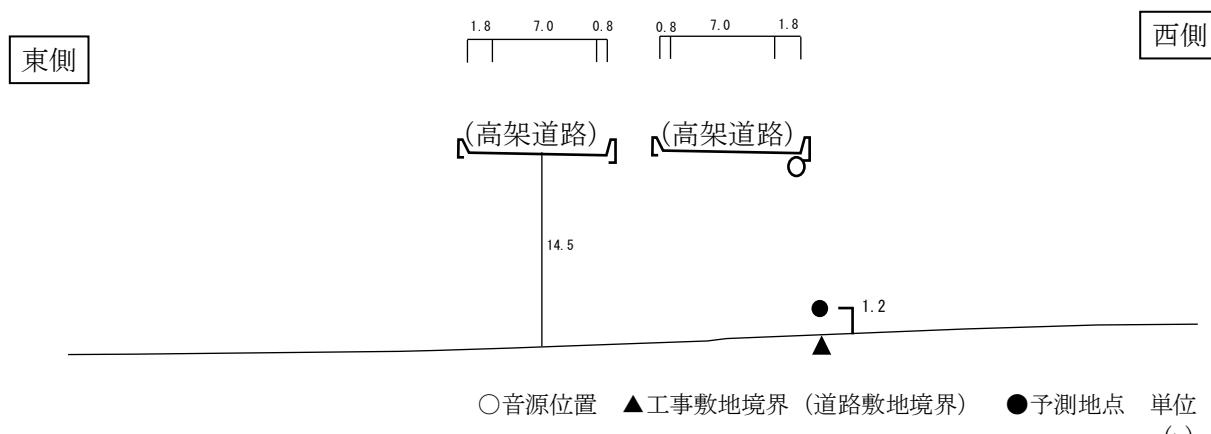 1.8 7.0 0.8 0.8 7.0 1.8
東側 西側
(高架道路) (高架道路)
14.5
1.2
○音源位置 ▲工事敷地境界（道路敷地境界） ●予測地点 単位